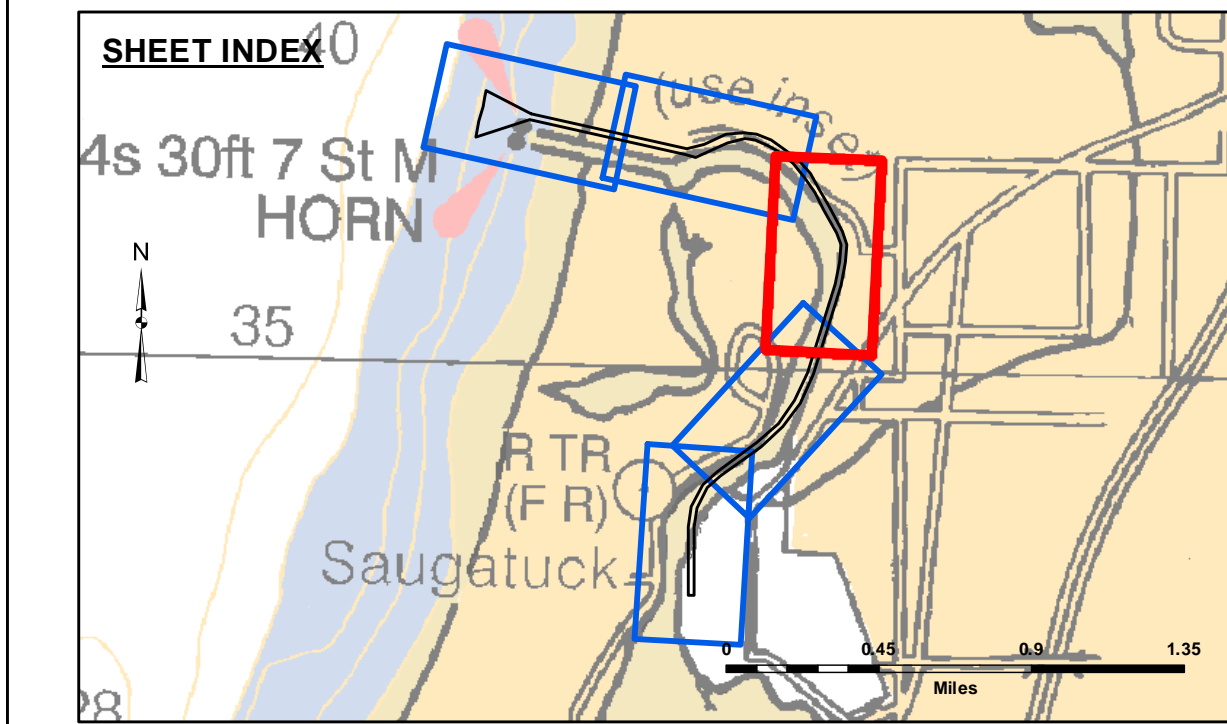 SHEET INDEX
40
(use inset)
4s 30ft 7 St M
HORN
N
35
R TR
(F R)
Saugatuck
0 0.45 0.9 1.35
Miles
28